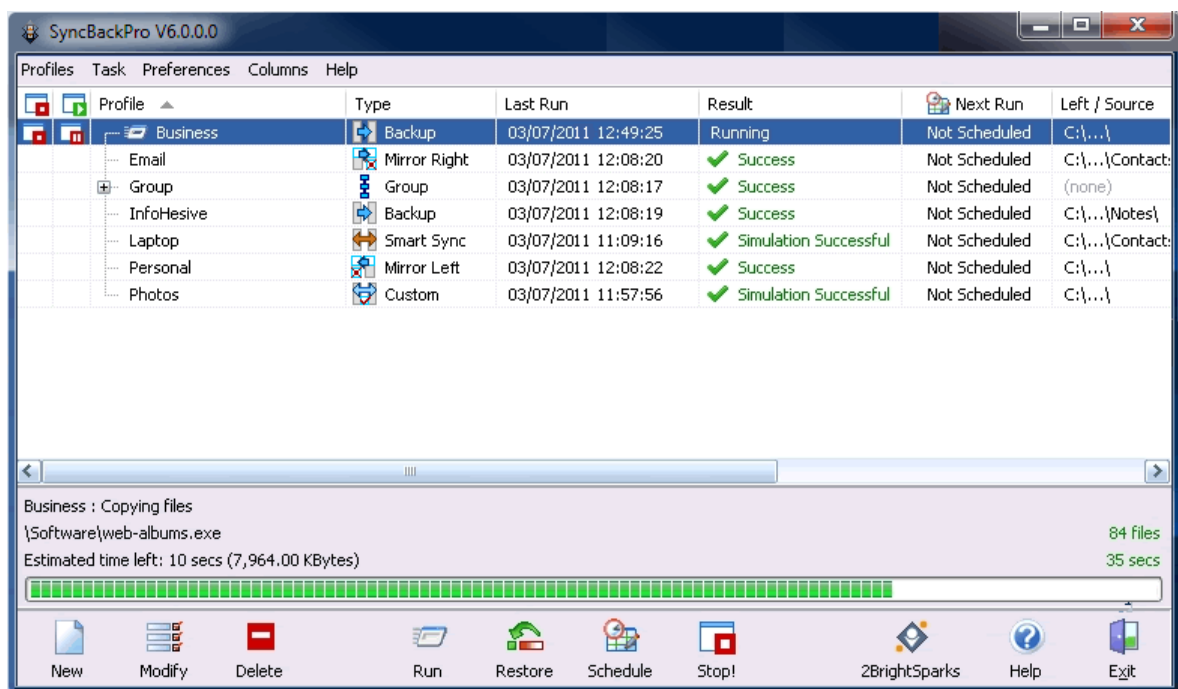 SyncBackPro V6.0.0.0
Profiles Task Preferences Columns Help
Profile Type Last Run Result Next Run Left / Source
Business Backup 03/07/2011 12:49:25 Running Not Scheduled C:\...\
Email Mirror Right 03/07/2011 12:08:20 Success Not Scheduled C:\...\Contact
Group Group 03/07/2011 12:08:17 Success Not Scheduled (none)
InfoHesive Backup 03/07/2011 12:08:19 Success Not Scheduled C:\...\Notes\
Laptop Smart Sync 03/07/2011 11:09:16 Simulation Successful Not Scheduled C:\...\Contact
Personal Mirror Left 03/07/2011 12:08:22 Success Not Scheduled C:\...\
Photos Custom 03/07/2011 11:57:56 Simulation Successful Not Scheduled C:\...\
Business : Copying files
\Software\web-albums.exe 84 files
Estimated time left: 10 secs (7,964.00 KBytes) 35 secs
New Modify Delete Run Restore Schedule Stop! 2BrightSparks Help Exit